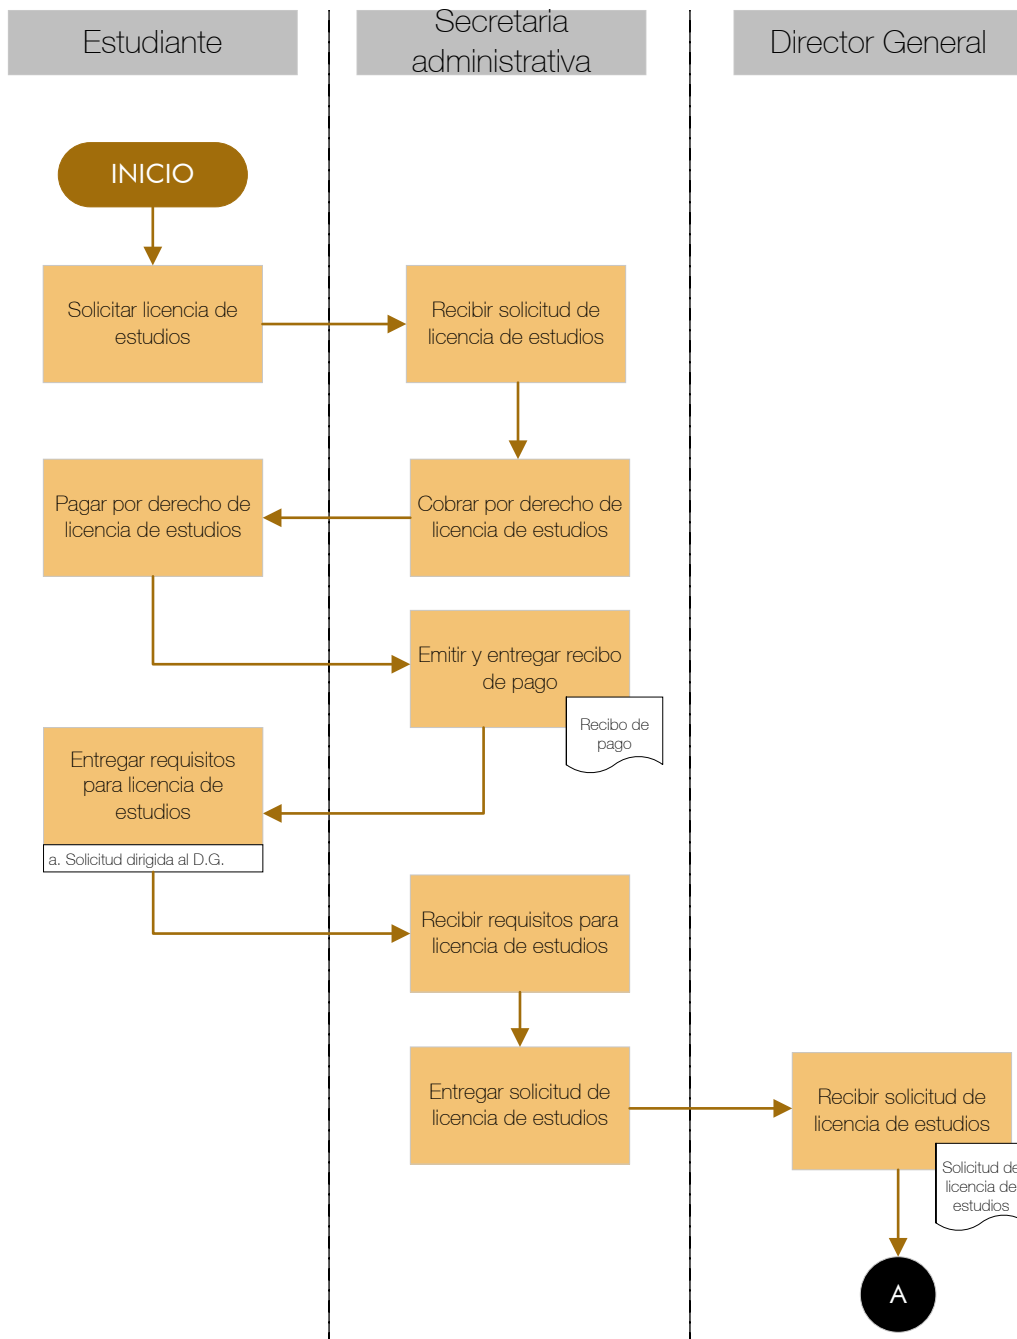 Estudiante
Secretaria
administrativa
Director General
INICIO
Solicitar licencia de
estudios
Recibir solicitud de
licencia de estudios
Pagar por derecho de
licencia de estudios
Cobrar por derecho de
licencia de estudios
Emitir y entregar recibo
de pago
Recibo de
pago
Entregar requisitos
para licencia de
estudios
a. Solicitud dirigida al D.G.
Recibir requisitos para
licencia de estudios
Entregar solicitud de
licencia de estudios
Recibir solicitud de
licencia de estudios
Solicitud de
licencia de
estudios
A